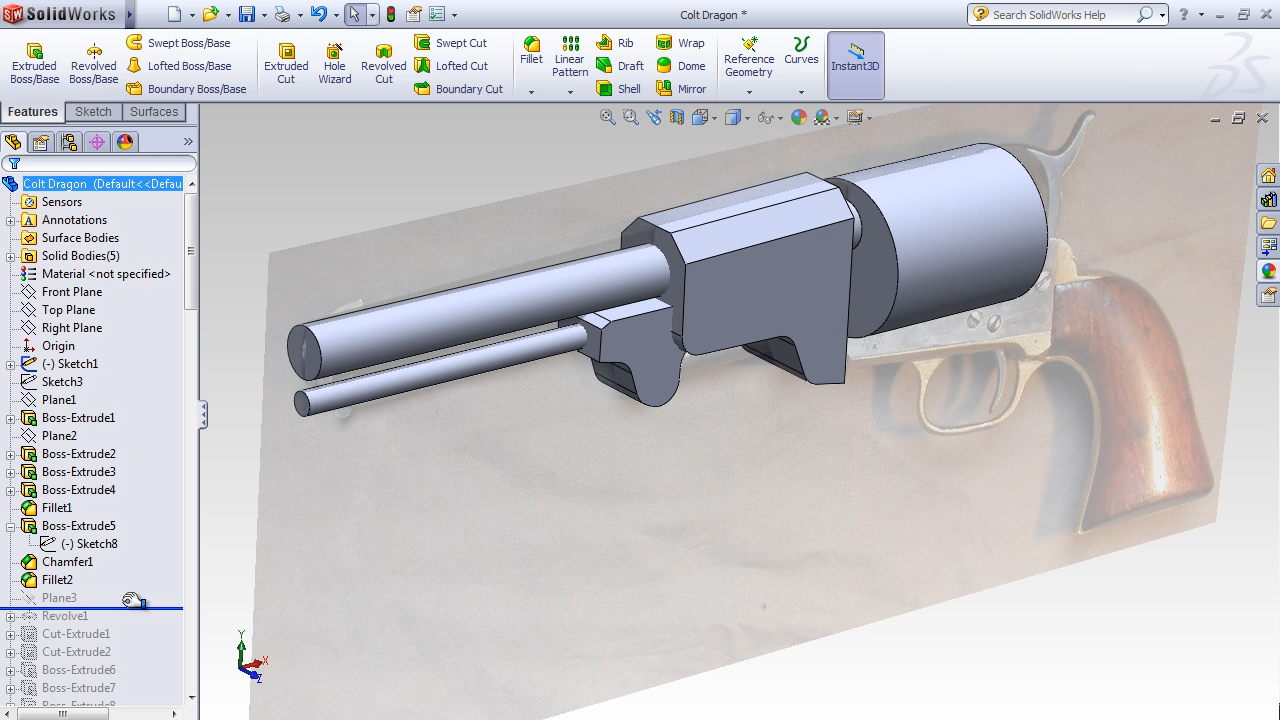 SolidWorks
Colt Dragon *
Search SolidWorks Help
Extruded Boss/Base
Revolved Boss/Base
Swept Boss/Base
Lofted Boss/Base
Boundary Boss/Base
Extruded Cut
Hole Wizard
Revolved Cut
Swept Cut
Lofted Cut
Boundary Cut
Fillet
Linear Pattern
Rib
Draft
Shell
Wrap
Dome
Mirror
Reference Geometry
Curves
Instant3D
Features
Sketch
Surfaces
Colt Dragon (Default<<Defau
Sensors
Annotations
Surface Bodies
Solid Bodies(5)
Material <not specified>
Front Plane
Top Plane
Right Plane
Origin
(-) Sketch1
Sketch3
Plane1
Boss-Extrude1
Plane2
Boss-Extrude2
Boss-Extrude3
Boss-Extrude4
Fillet1
Boss-Extrude5
(-) Sketch8
Chamfer1
Fillet2
Plane3
Revolve1
Cut-Extrude1
Cut-Extrude2
Boss-Extrude6
Boss-Extrude7
Boss-Extrude8
Y
X
Z